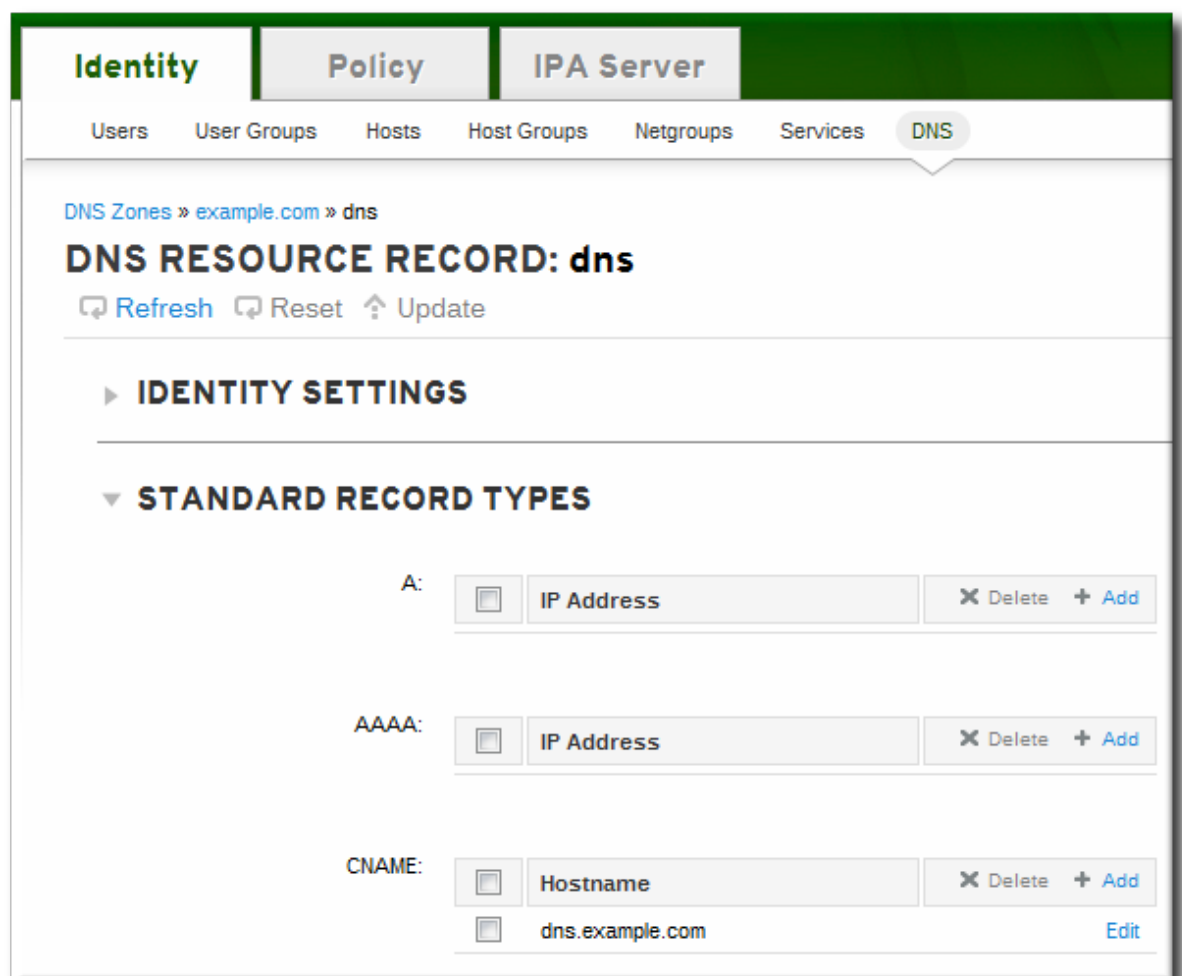 Identity Policy IPA Server
Users User Groups Hosts Host Groups Netgroups Services DNS
DNS Zones » example.com » dns
DNS RESOURCE RECORD: dns
Refresh Reset Update
IDENTITY SETTINGS
STANDARD RECORD TYPES
A: IP Address Delete Add
AAAA: IP Address Delete Add
CNAME: Hostname Delete Add
dns.example.com Edit